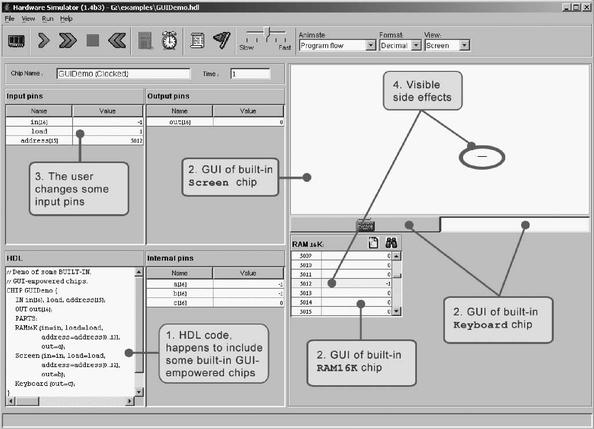 Hardware Simulator (1.4b3) - G:\examples\GUIDemo.hdl
File View Run Help
Slow Fast
Animate:
Program flow
Format:
Decimal
View:
Screen
Chip Name: GUIDemo (Clocked) Time: 1
Input pins
Name Value
in[16] -1
load 1
address[15] 5012
3. The user
changes some
input pins
Output pins
Name Value
out[16] 0
2. GUI of built-in
Screen chip
4. Visible
side effects
HDL
// Demo of some BUILT-IN,
// GUI-empowered chips.
CHIP GUIDemo {
IN in[16], load, address[15];
OUT out[16];
PARTS:
RAM16K (in=in, load=load,
address=address[0..13],
out=a);
Screen (in=in, load=load,
address=address[0..12],
out=b);
Keyboard (out=c);
}
Internal pins
Name Value
a[16] -1
b[16] -1
c[16] 0
1. HDL code,
happens to include
some built-in GUI-
empowered chips
RAM 16K:
5009 0
5010 0
5011 0
5012 -1
5013 0
5014 0
5015 0
2. GUI of built-in
RAM16K chip
2. GUI of built-in
Keyboard chip